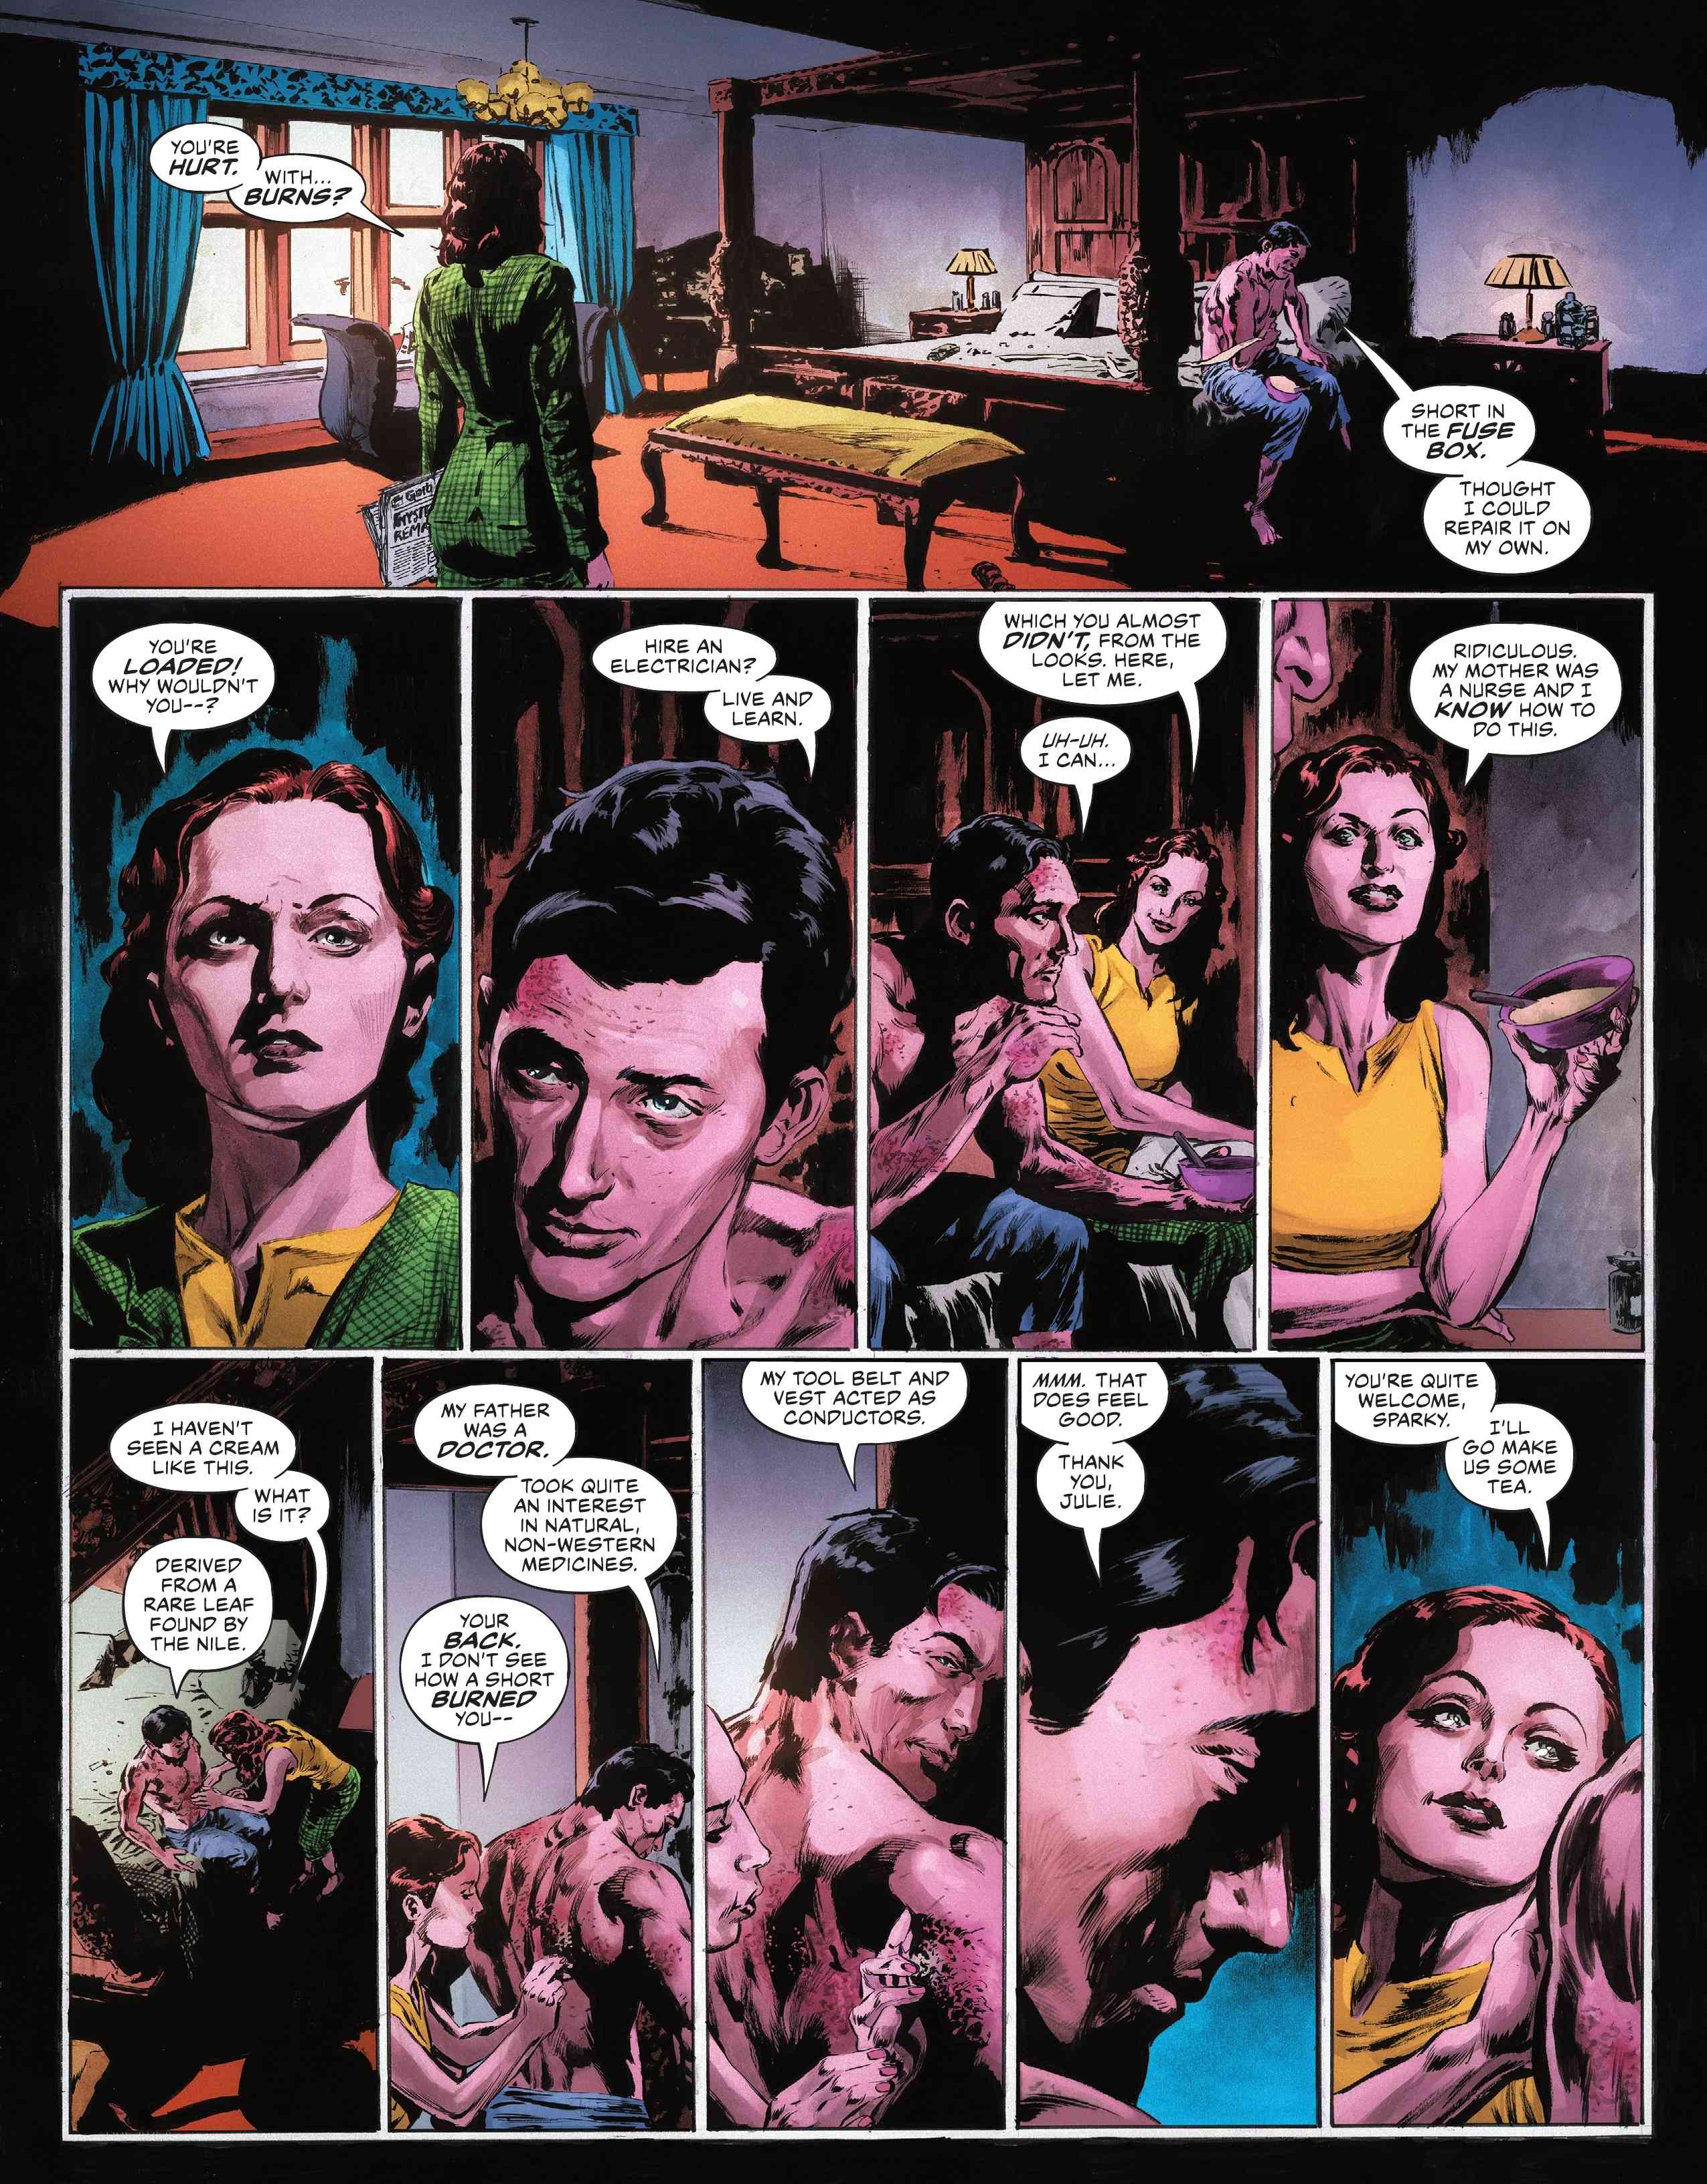 YOU'RE
HURT.
WITH...
BURNS?
SHORT IN
THE FUSE
BOX.
THOUGHT
I COULD
REPAIR IT ON
MY OWN.
YOU'RE
LOADED!
WHY WOULDN'T
YOU--?
HIRE AN
ELECTRICIAN?
LIVE AND
LEARN.
WHICH YOU ALMOST
DIDN'T, FROM THE
LOOKS. HERE,
LET ME.
UH-UH.
I CAN...
RIDICULOUS.
MY MOTHER WAS
A NURSE AND I
KNOW HOW TO
DO THIS.
I HAVEN'T
SEEN A CREAM
LIKE THIS.
WHAT
IS IT?
DERIVED
FROM A
RARE LEAF
FOUND BY
THE NILE.
MY FATHER
WAS A
DOCTOR.
TOOK QUITE
AN INTEREST
IN NATURAL,
NON-WESTERN
MEDICINES.
YOUR
BACK.
I DON'T SEE
HOW A SHORT
BURNED
YOU--
MY TOOL BELT AND
VEST ACTED AS
CONDUCTORS.
MMM. THAT
DOES FEEL
GOOD.
THANK
YOU,
JULIE.
YOU'RE QUITE
WELCOME,
SPARKY.
I'LL
GO MAKE
US SOME
TEA.